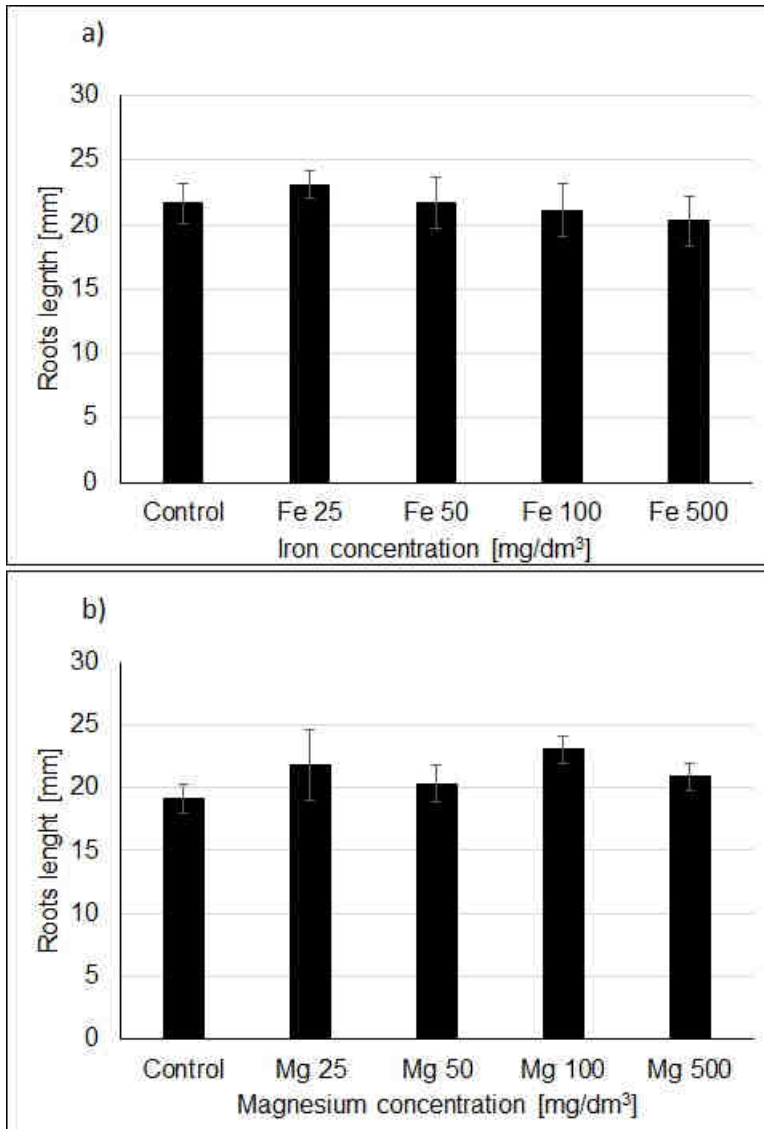 a)
30
25
20
15
10
5
0
Roots legnth [mm]
Control Fe 25 Fe 50 Fe 100 Fe 500
Iron concentration [mg/dm³]
b)
30
25
20
15
10
5
0
Roots lenght [mm]
Control Mg 25 Mg 50 Mg 100 Mg 500
Magnesium concentration [mg/dm³]